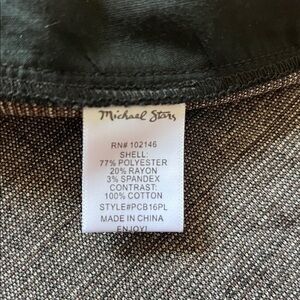 Michael Stars
RN# 102146
SHELL:
77% POLYESTER
20% RAYON
3% SPANDEX
CONTRAST:
100% COTTON
STYLE#PCB16PL
MADE IN CHINA
ENJOY!